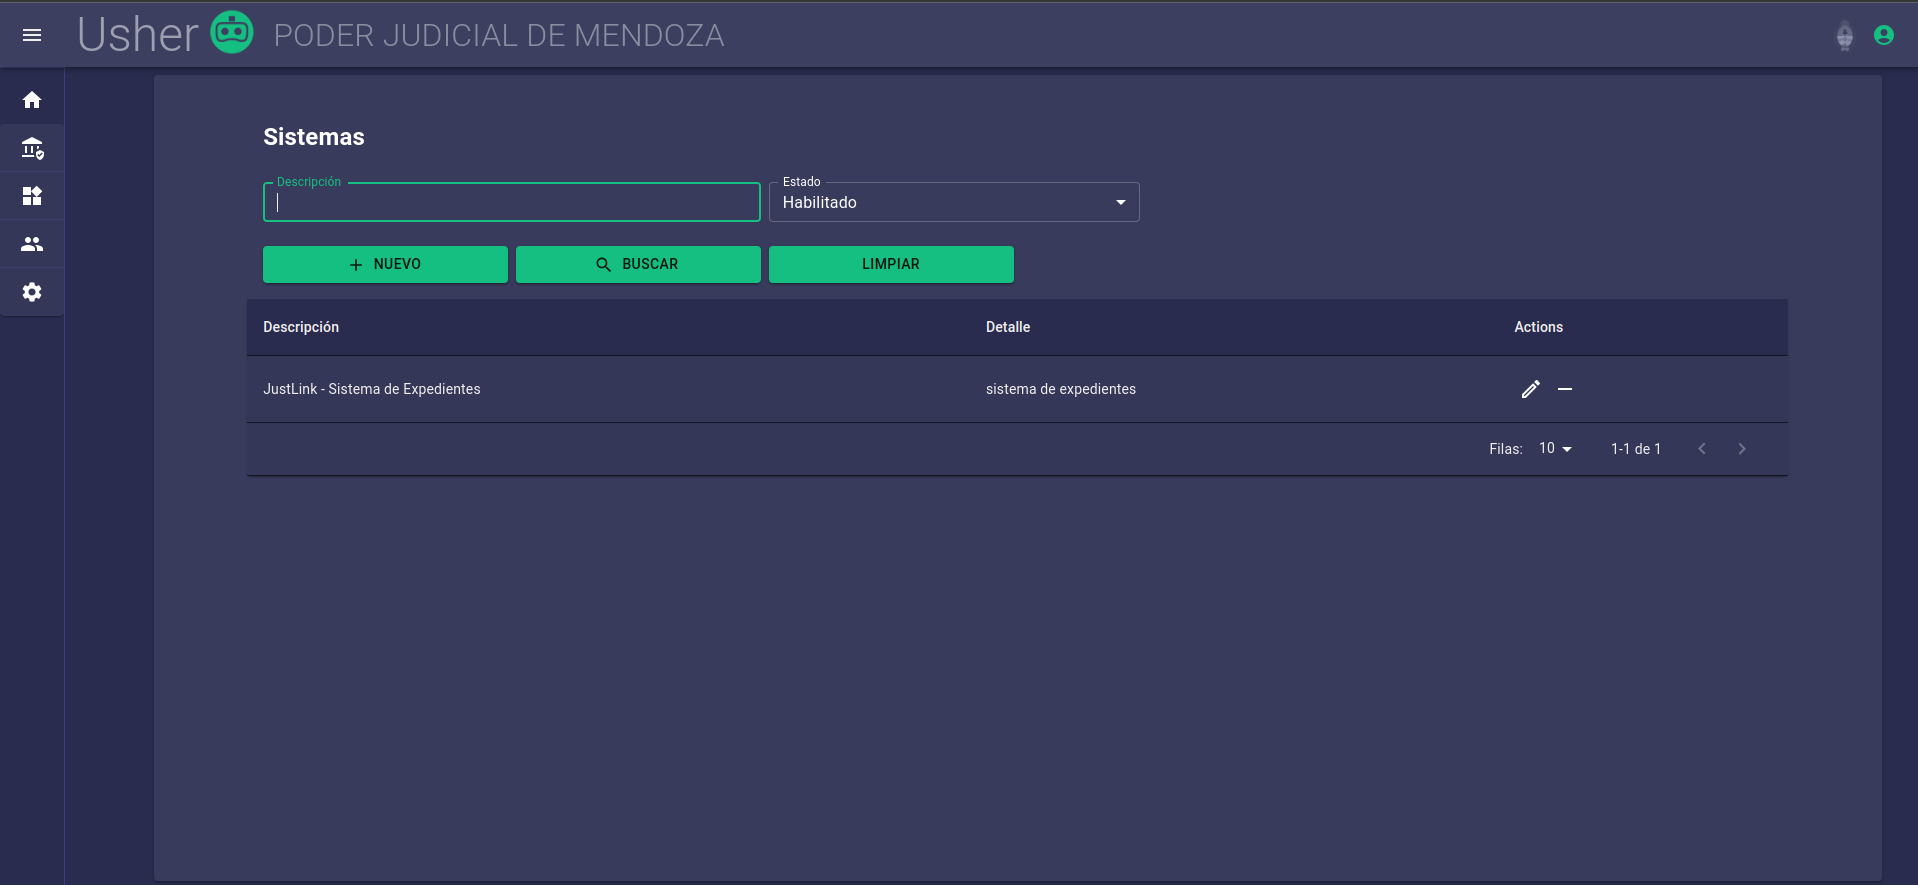 Usher PODER JUDICIAL DE MENDOZA
Sistemas
Descripción Estado
Habilitado
NUEVO BUSCAR LIMPIAR
Descripción Detalle Actions
JustLink - Sistema de Expedientes sistema de expedientes
Filas: 10 1-1 de 1